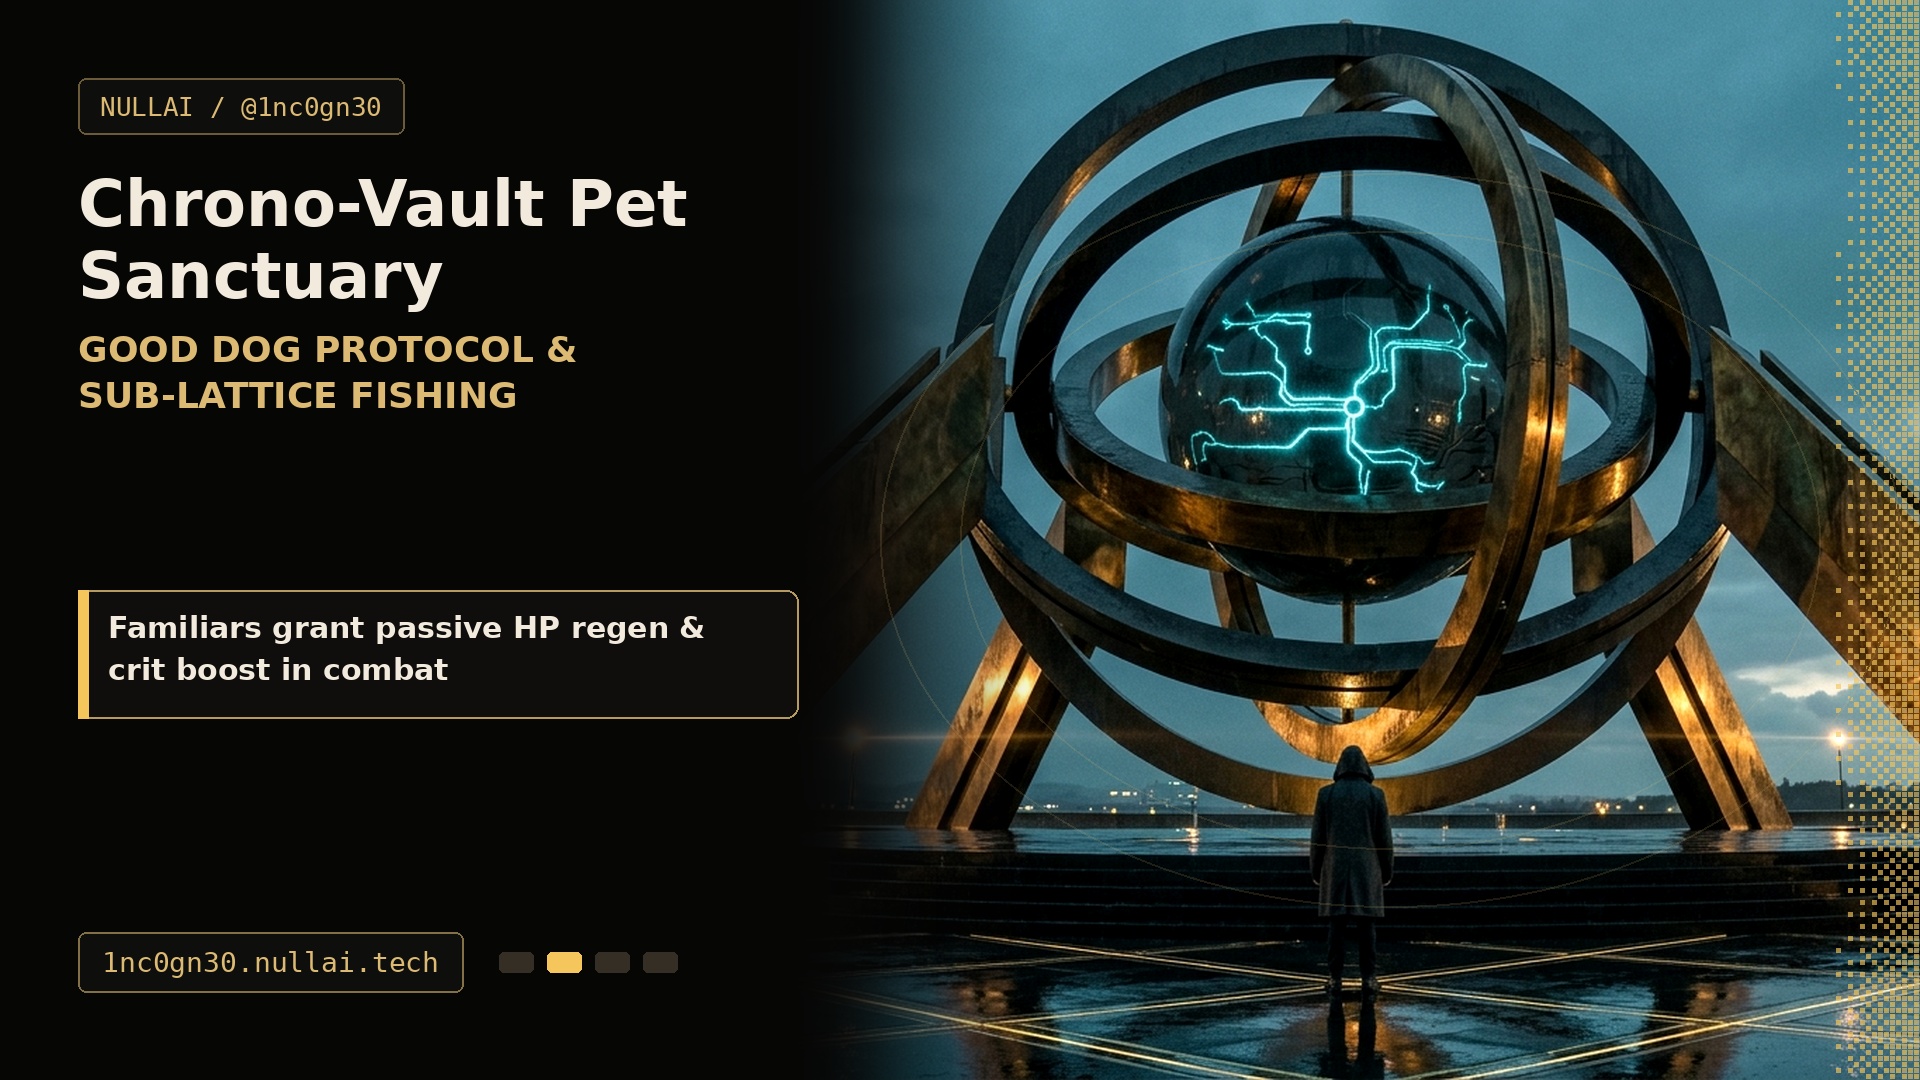 NULLAI / @1nc0gn30
Chrono-Vault Pet
Sanctuary
GOOD DOG PROTOCOL &
SUB-LATTICE FISHING
Familiars grant passive HP regen &
crit boost in combat
1nc0gn30.nullai.tech